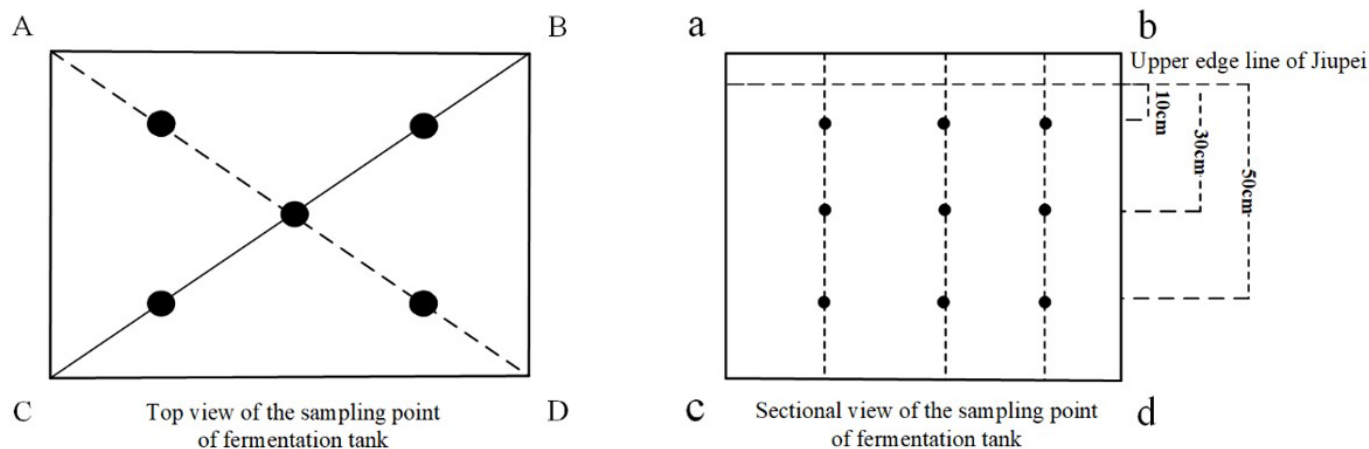 A
B
C
D
Top view of the sampling point
of fermentation tank
a
b
Upper edge line of Jiupei
10cm
30cm
50cm
c
d
Sectional view of the sampling point
of fermentation tank